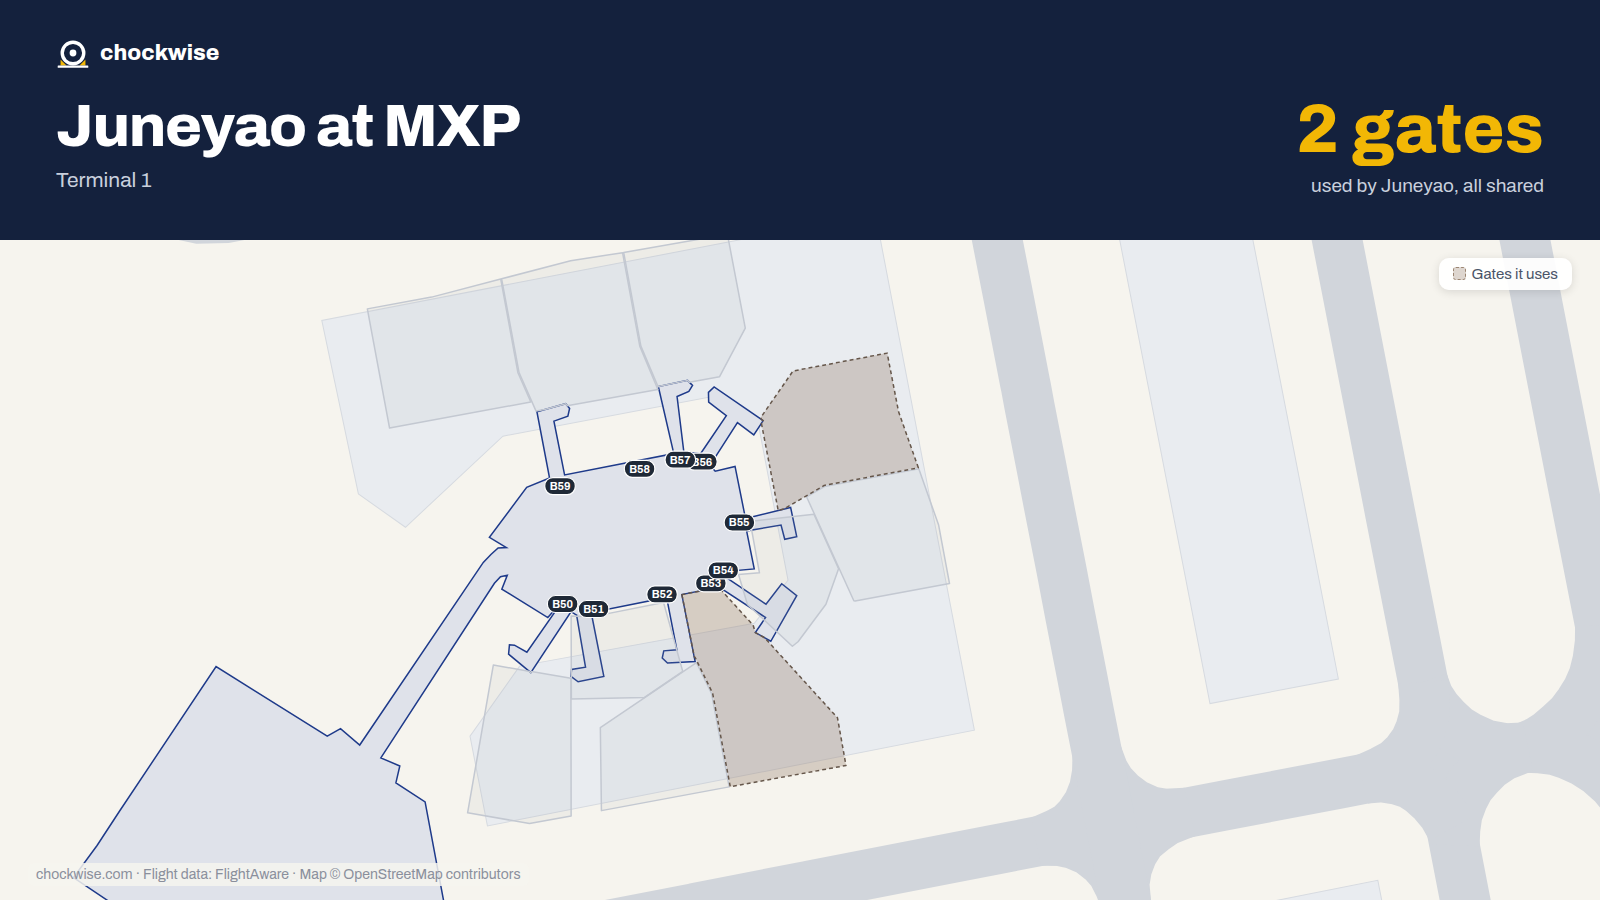 chockwise
Juneyao at MXP
Terminal 1
2 gates
used by Juneyao, all shared
Gates it uses
B57
B56
B58
B59
B55
B54
B53
B52
B50
B51
chockwise.com · Flight data: FlightAware · Map © OpenStreetMap contributors